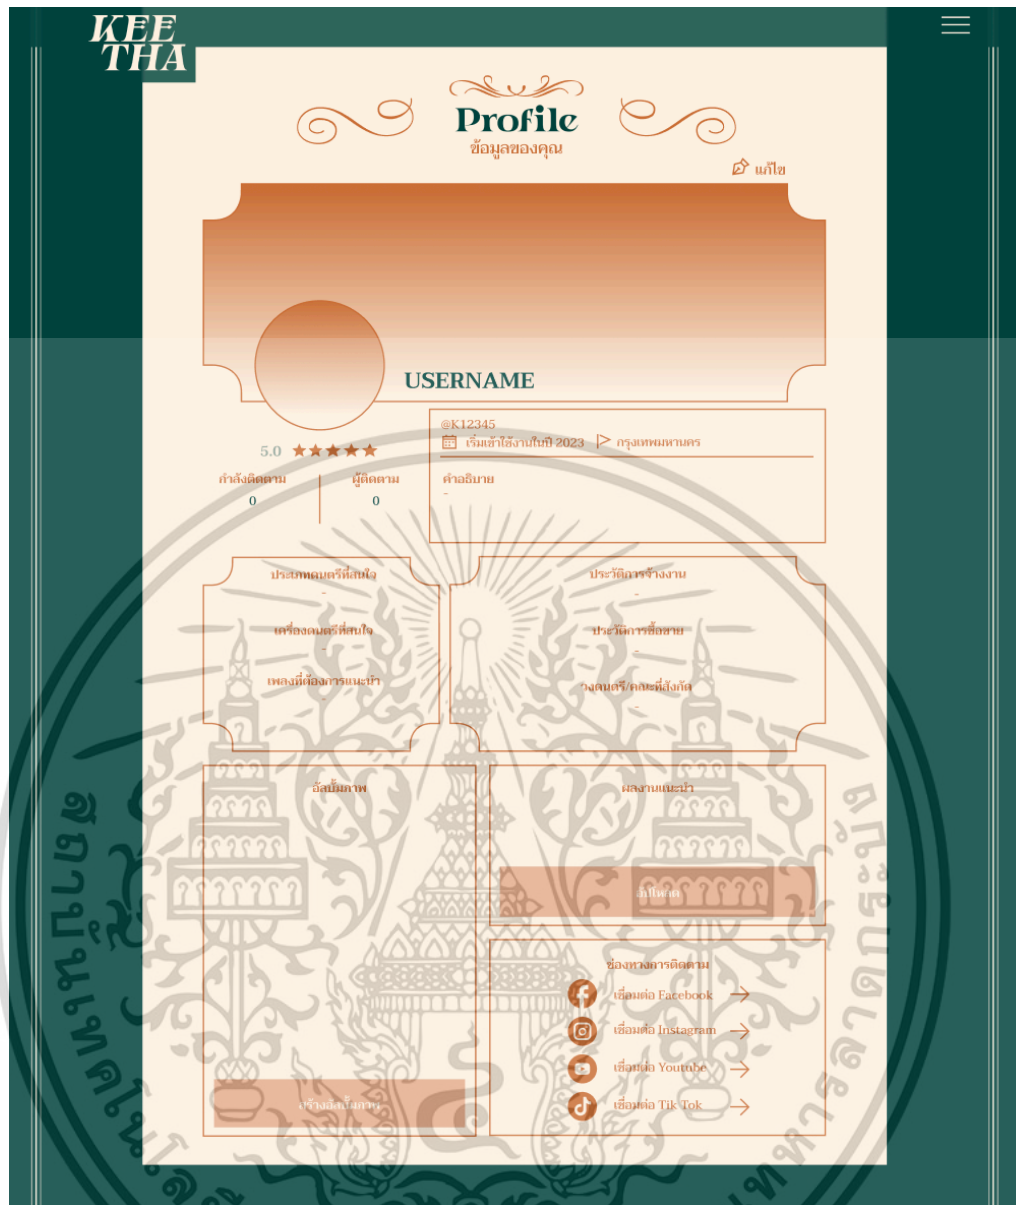 KEE
THA
Profile
ข้อมูลของคุณ
แก้ไข
USERNAME
@K12345
เริ่มเข้าใช้งานในปี 2023 กรุงเทพมหานคร
5.0
กำลังติดตาม ผู้ติดตาม
0 0
คำอธิบาย
-
ประเภทดนตรีที่สนใจ
-
เครื่องดนตรีที่สนใจ
-
เพลงที่ต้องการแนะนำ
-
ประวัติการจ้างงาน
-
ประวัติการซื้อขาย
-
วงดนตรี/คณะที่สังกัด
-
อัลบั้มภาพ
สร้างอัลบั้มภาพ
ผลงานแนะนำ
อัปโหลด
ช่องทางการติดตาม
เชื่อมต่อ Facebook
เชื่อมต่อ Instagram
เชื่อมต่อ Youtube
เชื่อมต่อ Tik Tok